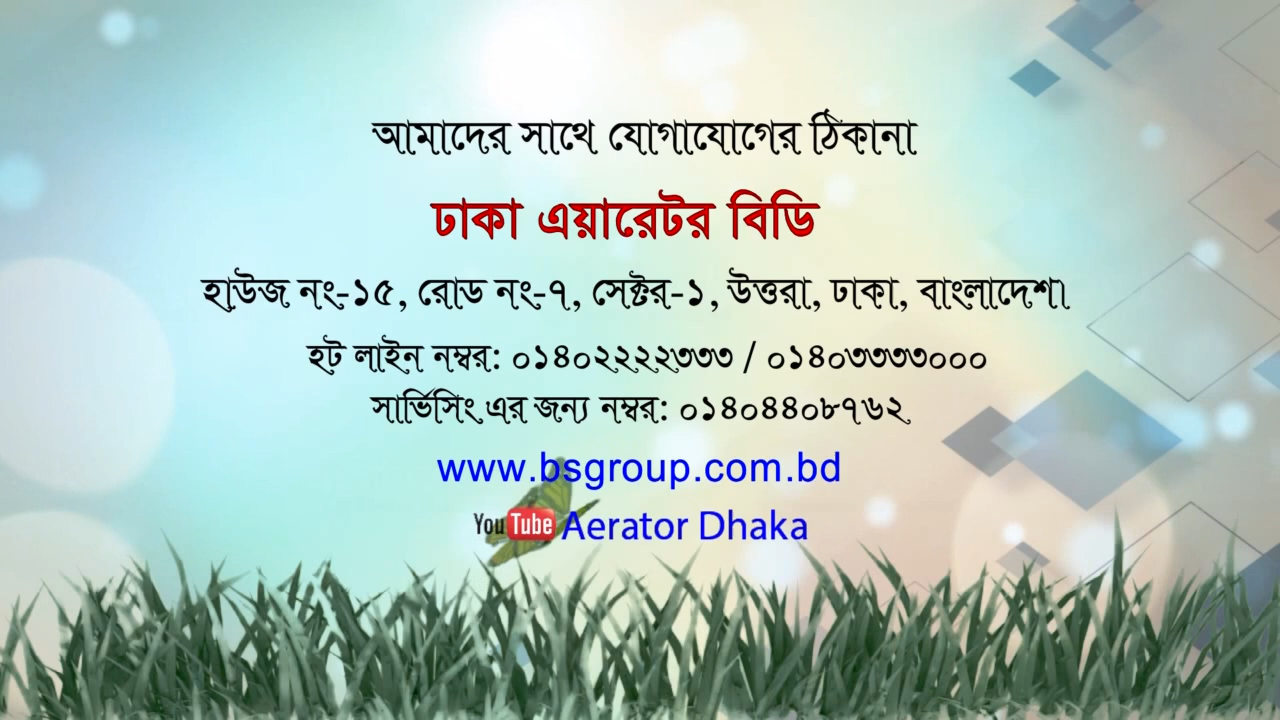 আমাদের সাথে যোগাযোগের ঠিকানা
ঢাকা এয়ারেটর বিডি
হাউজ নং-১৫, রোড নং-৭, সেক্টর-১, উত্তরা, ঢাকা, বাংলাদেশ।
হট লাইন নম্বর: ০১৪০২২২২৩৩৩ / ০১৪০৩৩৩৩০০০
সার্ভিসিং এর জন্য নম্বর: ০১৪০৪৪০৮৭৬২
www.bsgroup.com.bd
YouTube Aerator Dhaka